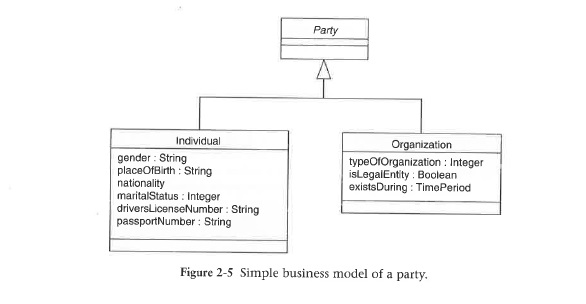 Party
Individual
gender : String
placeOfBirth : String
nationality
maritalStatus : Integer
driversLicenseNumber : String
passportNumber : String
Organization
typeOfOrganization : Integer
isLegalEntity : Boolean
existsDuring : TimePeriod
Figure 2-5 Simple business model of a party.